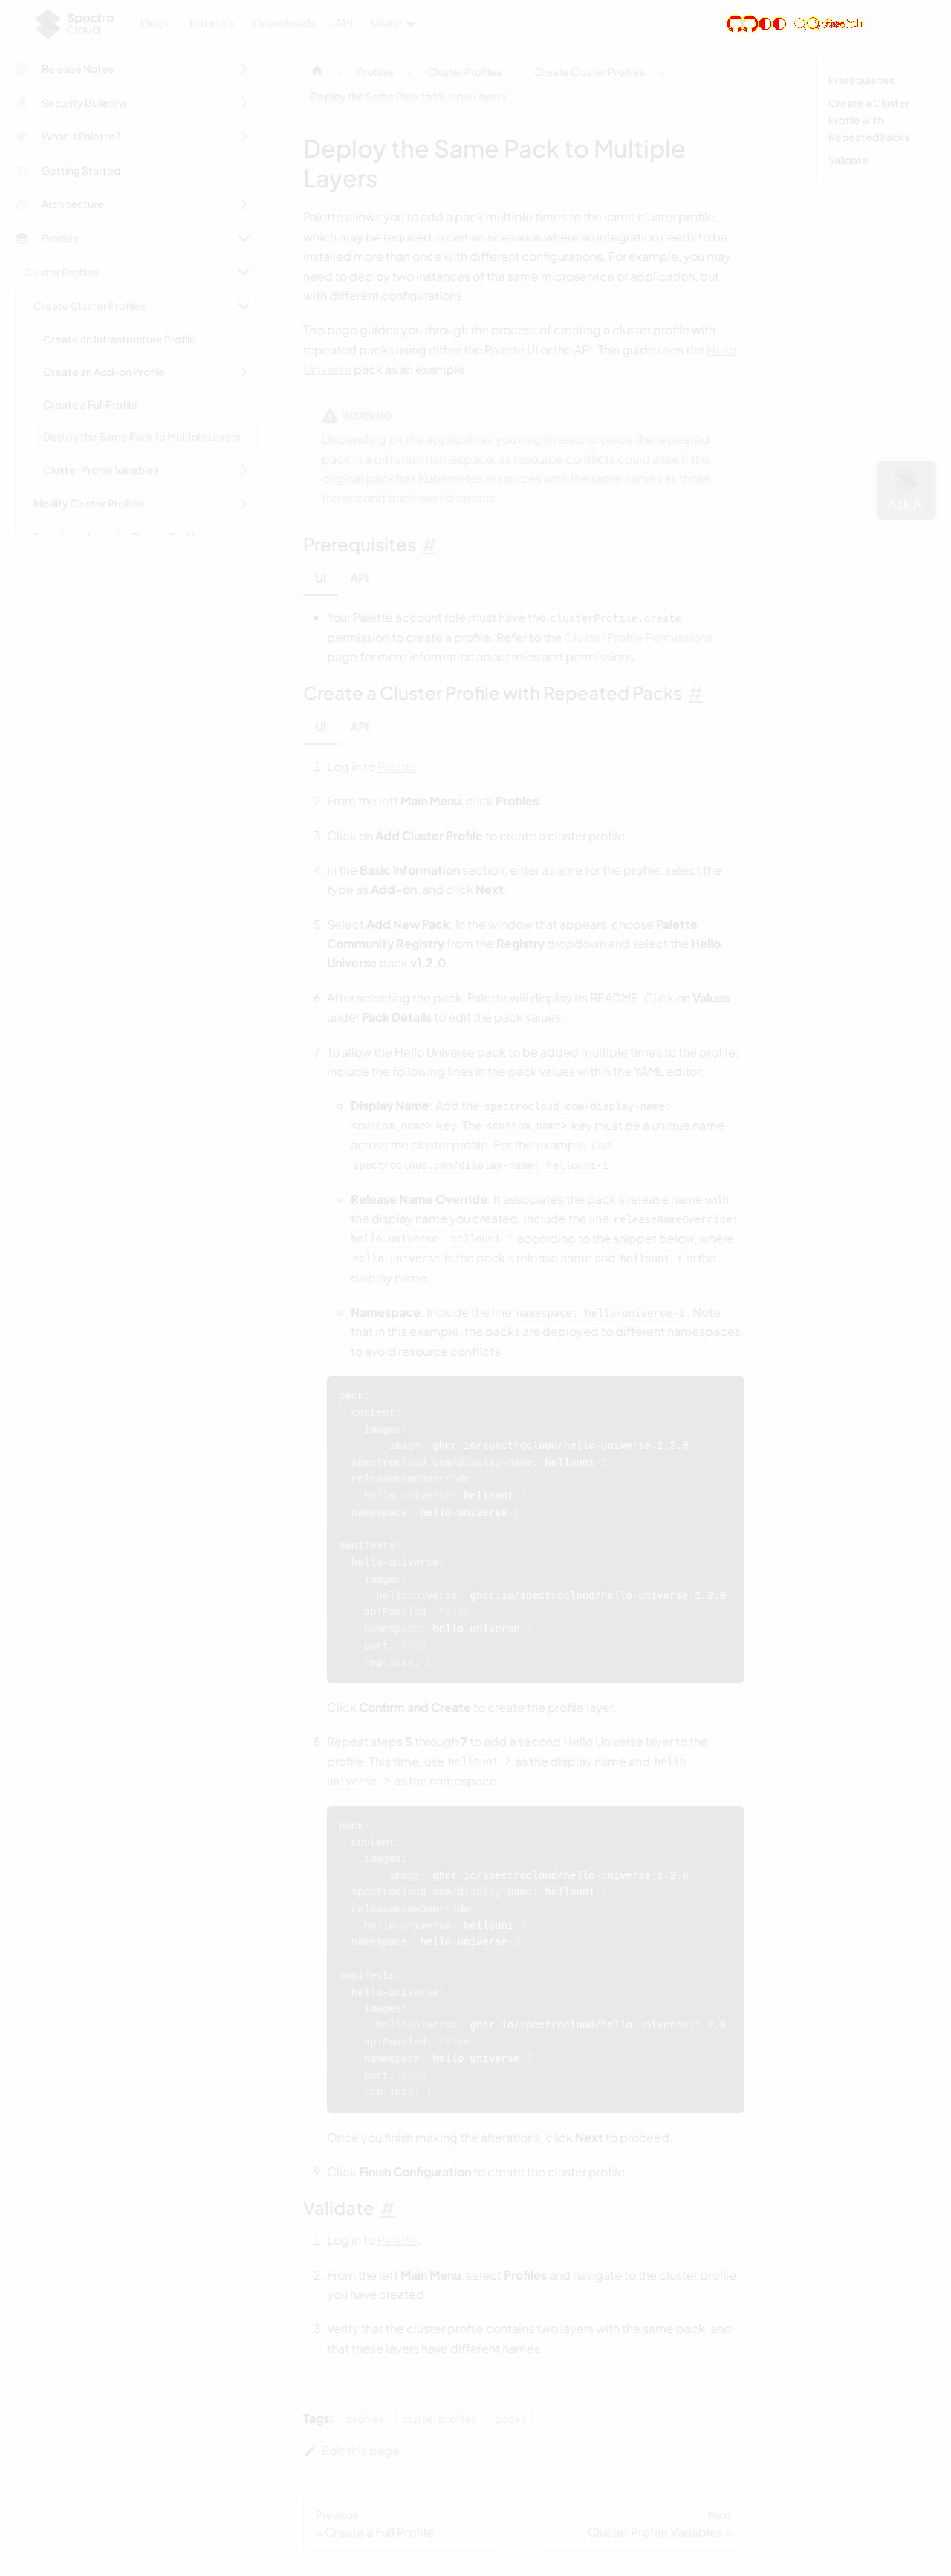 Spectro
Cloud
Docs Tutorials Downloads API latest
Release Notes
Security Bulletins
What is Palette?
Getting Started
Architecture
Profiles
Cluster Profiles
Create Cluster Profiles
Create an Infrastructure Profile
Create an Add-on Profile
Create a Full Profile
Deploy the Same Pack to Multiple Layers
Cluster Profile Variables
Modify Cluster Profiles
Profiles Cluster Profiles Create Cluster Profiles
Deploy the Same Pack to Multiple Layers
Deploy the Same Pack to Multiple
Layers
Palette allows you to add a pack multiple times to the same cluster profile,
which may be required in certain scenarios where an integration needs to be
installed more than once with different configurations. For example, you may
need to deploy two instances of the same microservice or application, but
with different configurations.
This page guides you through the process of creating a cluster profile with
repeated packs using either the Palette UI or the API. This guide uses the Hello
Universe pack as an example.
WARNING
Depending on the application, you might need to place the repeated
pack in a different namespace, as resource conflicts could arise if the
original pack has Kubernetes resources with the same names as those
the second pack would create.
Prerequisites #
UI API
Your Palette account role must have the clusterProfile.create
permission to create a profile. Refer to the Cluster Profile Permissions
page for more information about roles and permissions.
Create a Cluster Profile with Repeated Packs #
UI API
1. Log in to Palette.
2. From the left Main Menu, click Profiles.
3. Click on Add Cluster Profile to create a cluster profile.
4. In the Basic Information section, enter a name for the profile, select the
type as Add-on, and click Next.
5. Select Add New Pack. In the window that appears, choose Palette
Community Registry from the Registry dropdown and select the Hello
Universe pack v1.2.0.
6. After selecting the pack, Palette will display its README. Click on Values
under Pack Details to edit the pack values.
7. To allow the Hello Universe pack to be added multiple times to the profile,
include the following lines in the pack values within the YAML editor:
Display Name: Add the spectrocloud.com/display-name:
<custom_name> key. The <custom_name> key must be a unique name
across the cluster profile. For this example, use
spectrocloud.com/display-name: hellouni-1.
Release Name Override: It associates the pack's release name with
the display name you created. Include the line releaseNameOverride:
hello-universe: hellouni-1 according to the snippet below, where
hello-universe is the pack's release name and hellouni-1 is the
display name.
Namespace: Include the line namespace: hello-universe-1. Note
that in this example, the packs are deployed to different namespaces
to avoid resource conflicts.
pack:
content:
images:
- image: ghcr.io/spectrocloud/hello-universe:1.2.0
spectrocloud.com/display-name: hellouni-1
releaseNameOverride:
hello-universe: hellouni-1
namespace: hello-universe-1
manifests:
hello-universe:
images:
hellouniverse: ghcr.io/spectrocloud/hello-universe:1.2.0
apiEnabled: false
namespace: hello-universe-1
port: 8080
replicas: 1
Click Confirm and Create to create the profile layer.
8. Repeat steps 5 through 7 to add a second Hello Universe layer to the
profile. This time, use hellouni-2 as the display name and hello-
universe-2 as the namespace.
pack:
content:
images:
- image: ghcr.io/spectrocloud/hello-universe:1.2.0
spectrocloud.com/display-name: hellouni-2
releaseNameOverride:
hello-universe: hellouni-2
namespace: hello-universe-2
manifests:
hello-universe:
images:
hellouniverse: ghcr.io/spectrocloud/hello-universe:1.2.0
apiEnabled: false
namespace: hello-universe-2
port: 8080
replicas: 1
Once you finish making the alterations, click Next to proceed.
9. Click Finish Configuration to create the cluster profile.
Validate #
1. Log in to Palette.
2. From the left Main Menu, select Profiles and navigate to the cluster profile
you have created.
3. Verify that the cluster profile contains two layers with the same pack, and
that these layers have different names.
Tags: profiles cluster profiles packs
Edit this page
Previous
« Create a Full Profile
Next
Cluster Profile Variables »
Prerequisites
Create a Cluster
Profile with
Repeated Packs
Validate
Ask AI